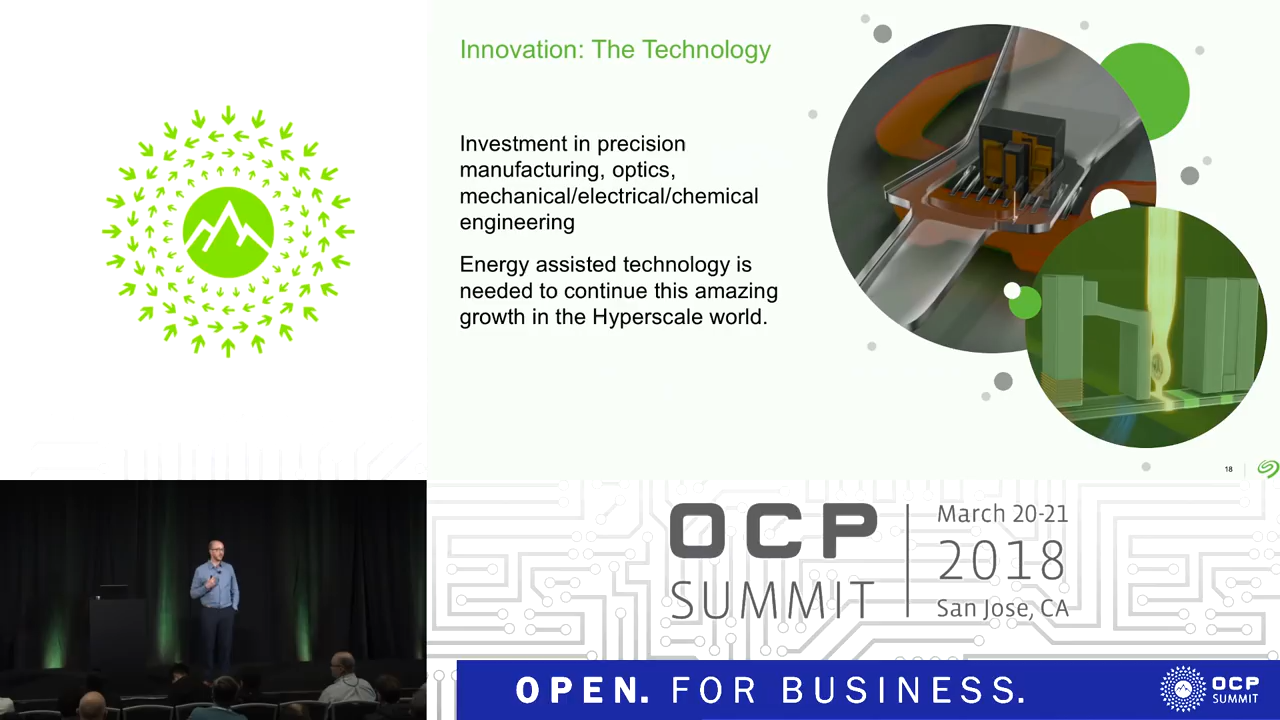 Innovation: The Technology
Investment in precision
manufacturing, optics,
mechanical/electrical/chemical
engineering
Energy assisted technology is
needed to continue this amazing
growth in the Hyperscale world.
18
OCP
SUMMIT
March 20-21
2018
San Jose, CA
OPEN. FOR BUSINESS.
OCP
SUMMIT